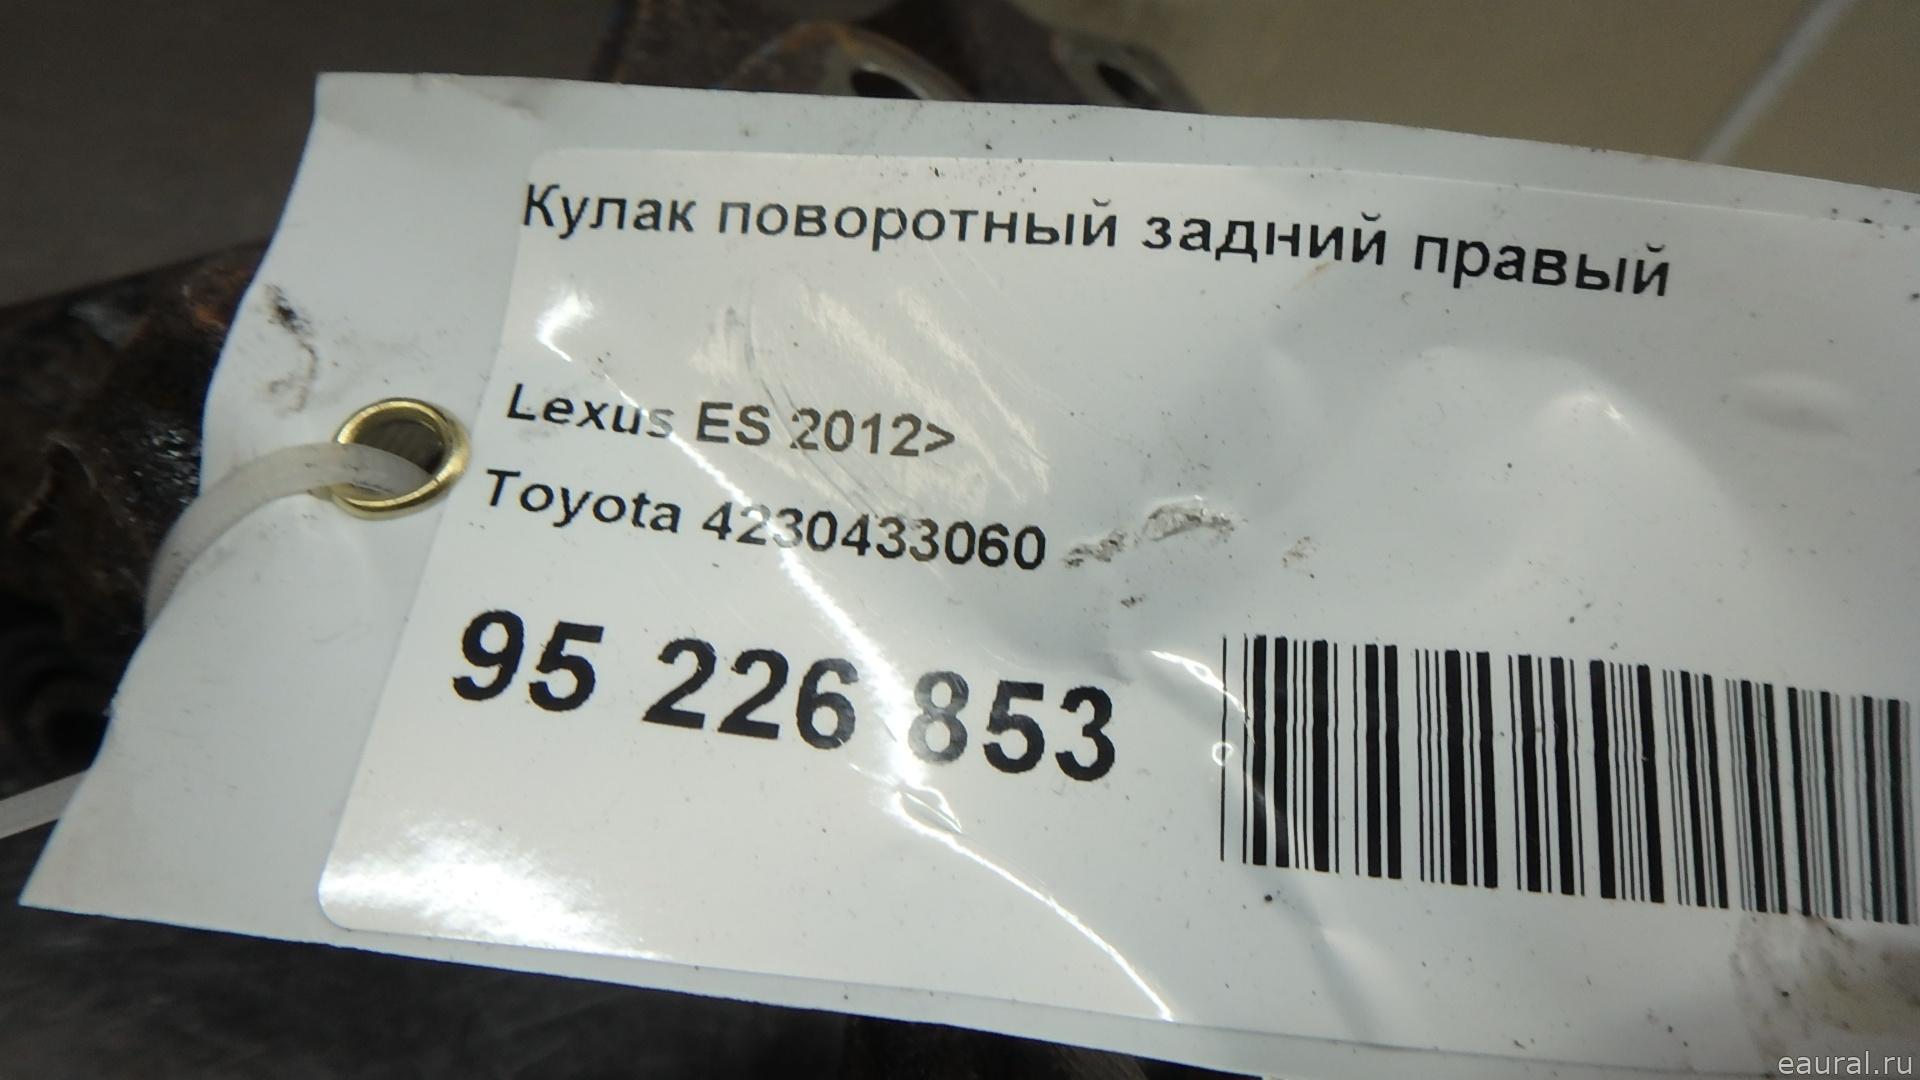 Кулак поворотный задний правый
Lexus ES 2012>
Toyota 4230433060
95 226 853
eaural.ru